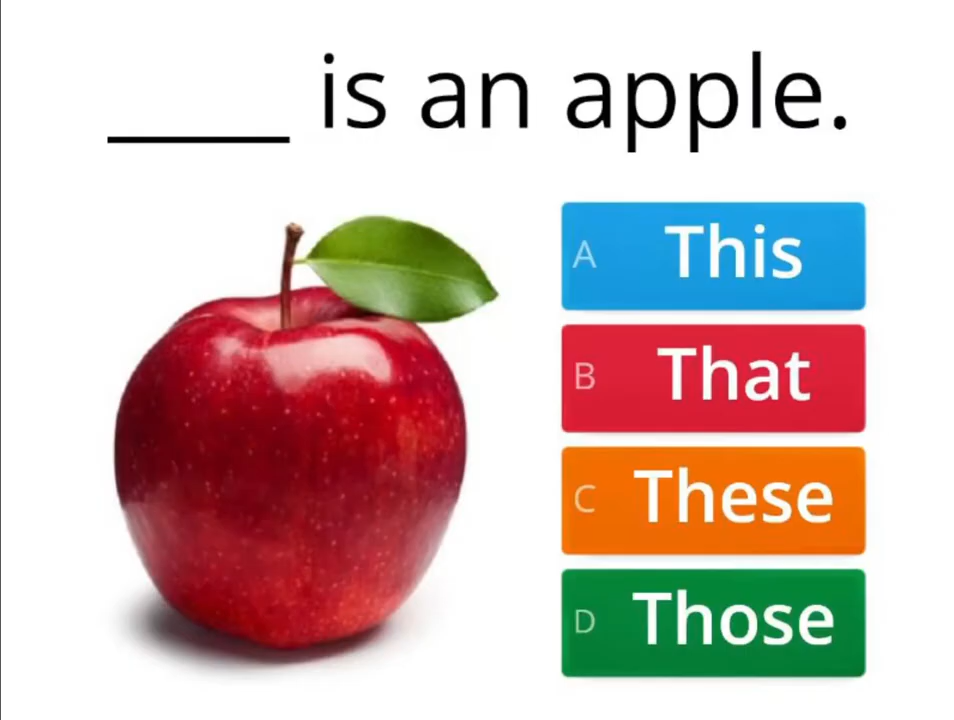 ____ is an apple.
A This
B That
C These
D Those